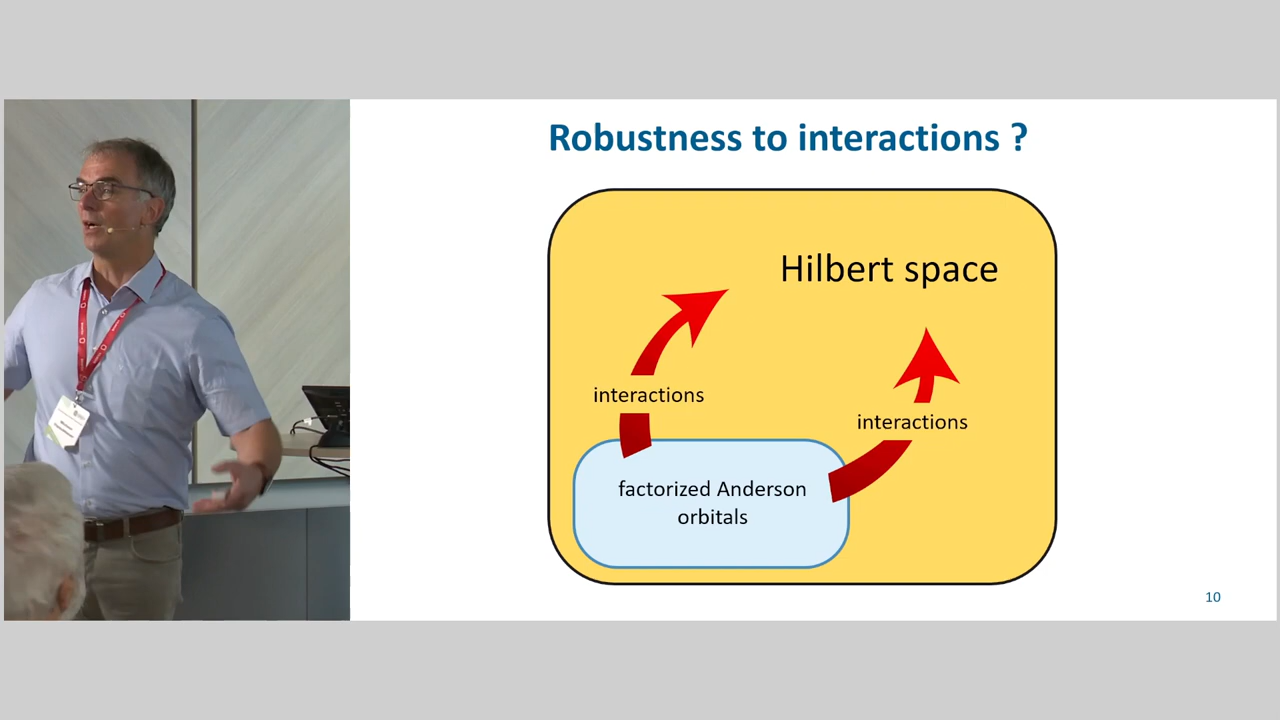 Robustness to interactions ?
Hilbert space
interactions
interactions
factorized Anderson
orbitals
10